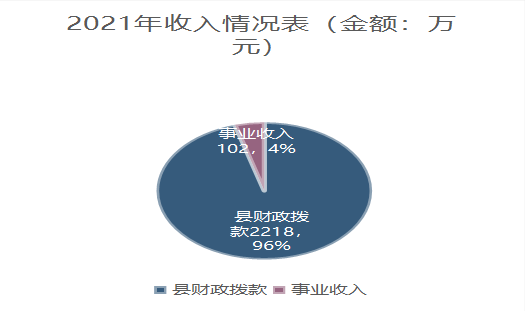 2021年收入情况表（金额：万
元）
事业收入
102，4%
县财政拨
款2218，
96%
县财政拨款 事业收入